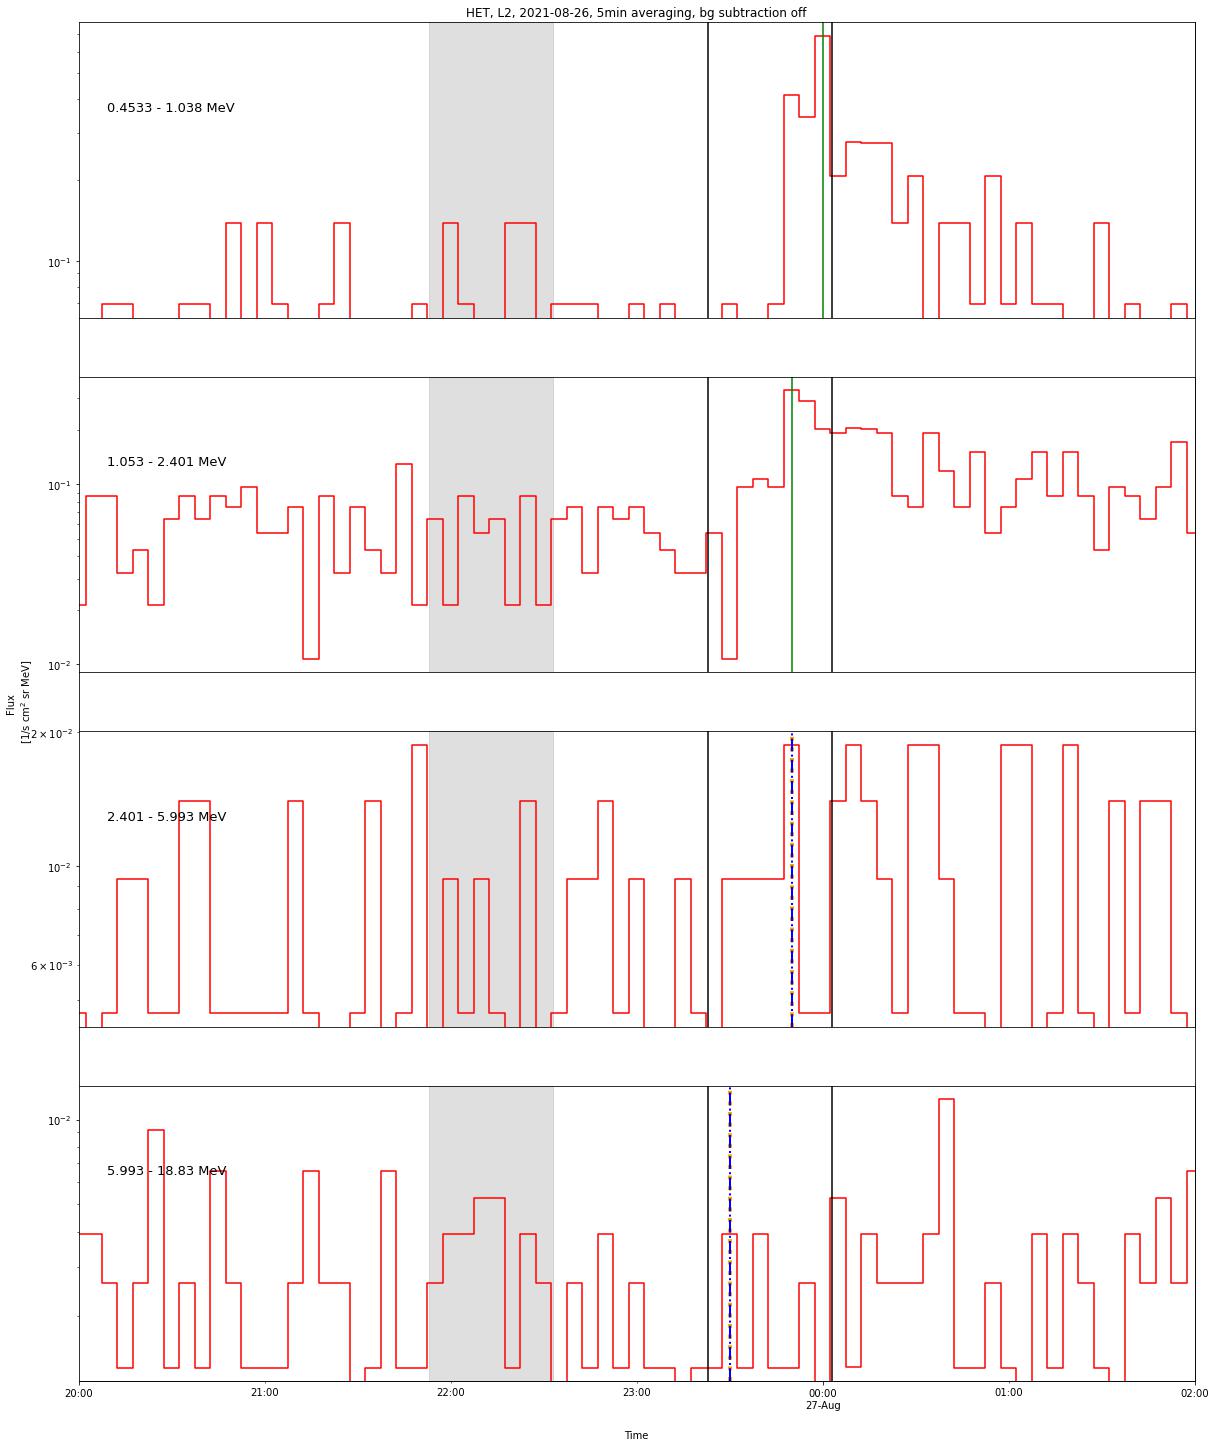 HET, L2, 2021-08-26, 5min averaging, bg subtraction off
0.4533 - 1.038 MeV
10⁻¹
1.053 - 2.401 MeV
10⁻¹
10⁻²
Flux
[1/s cm² sr MeV]
2 × 10⁻²
2.401 - 5.993 MeV
10⁻²
6 × 10⁻³
10⁻²
5.993 - 18.83 MeV
20:00 21:00 22:00 23:00 00:00 01:00 02:00
27-Aug
Time